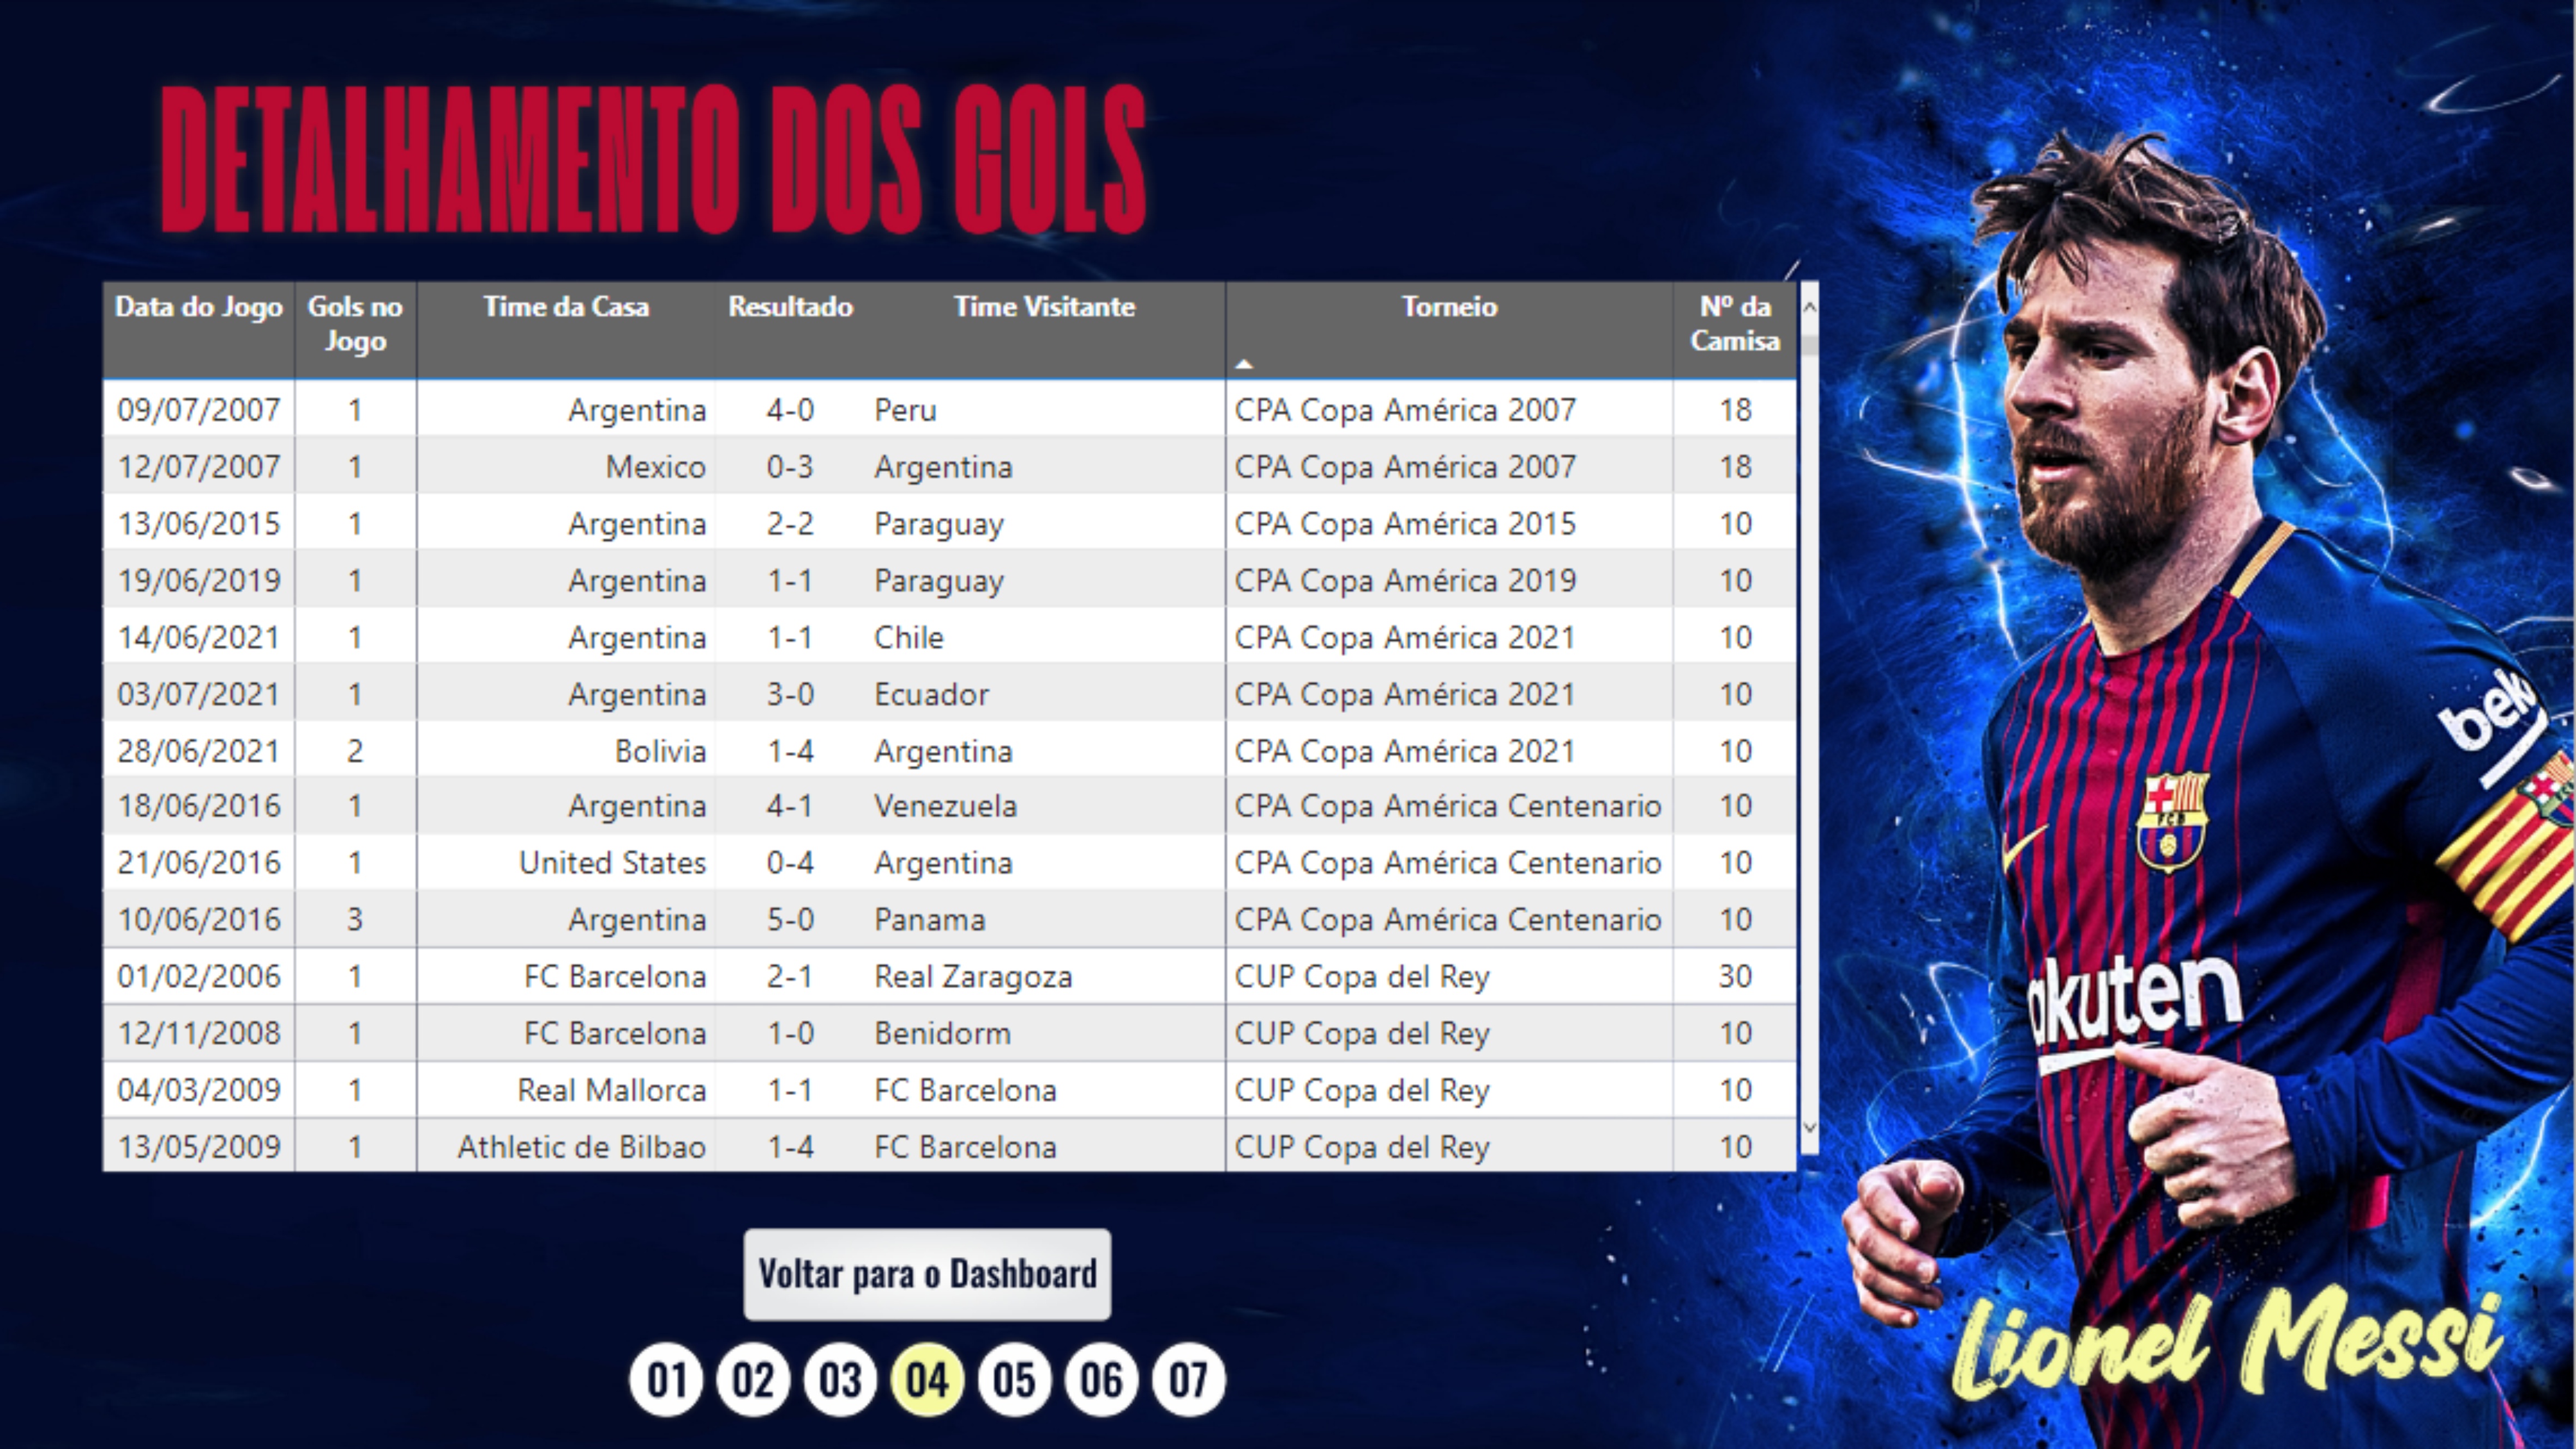 DETALHAMENTO DOS GOLS
Data do Jogo Gols no Jogo Time da Casa Resultado Time Visitante Torneio Nº da Camisa
09/07/2007 1 Argentina 4-0 Peru CPA Copa América 2007 18
12/07/2007 1 Mexico 0-3 Argentina CPA Copa América 2007 18
13/06/2015 1 Argentina 2-2 Paraguay CPA Copa América 2015 10
19/06/2019 1 Argentina 1-1 Paraguay CPA Copa América 2019 10
14/06/2021 1 Argentina 1-1 Chile CPA Copa América 2021 10
03/07/2021 1 Argentina 3-0 Ecuador CPA Copa América 2021 10
28/06/2021 2 Bolivia 1-4 Argentina CPA Copa América 2021 10
18/06/2016 1 Argentina 4-1 Venezuela CPA Copa América Centenario 10
21/06/2016 1 United States 0-4 Argentina CPA Copa América Centenario 10
10/06/2016 3 Argentina 5-0 Panama CPA Copa América Centenario 10
01/02/2006 1 FC Barcelona 2-1 Real Zaragoza CUP Copa del Rey 30
12/11/2008 1 FC Barcelona 1-0 Benidorm CUP Copa del Rey 10
04/03/2009 1 Real Mallorca 1-1 FC Barcelona CUP Copa del Rey 10
13/05/2009 1 Athletic de Bilbao 1-4 FC Barcelona CUP Copa del Rey 10
Voltar para o Dashboard
01 02 03 04 05 06 07
bek
FCB
akuten
Lionel Messi